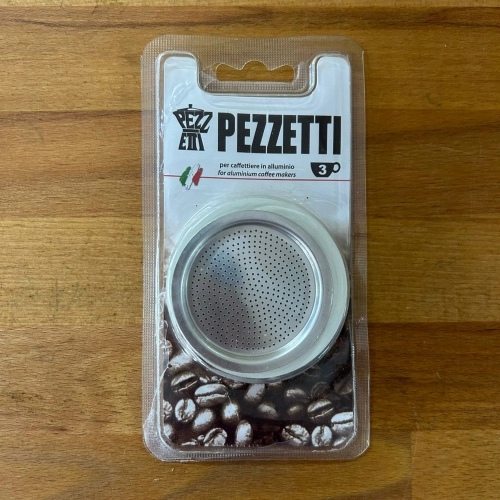 PEZZ
ETTI
PEZZETTI
per caffettiere in alluminio
for aluminium coffee makers
3